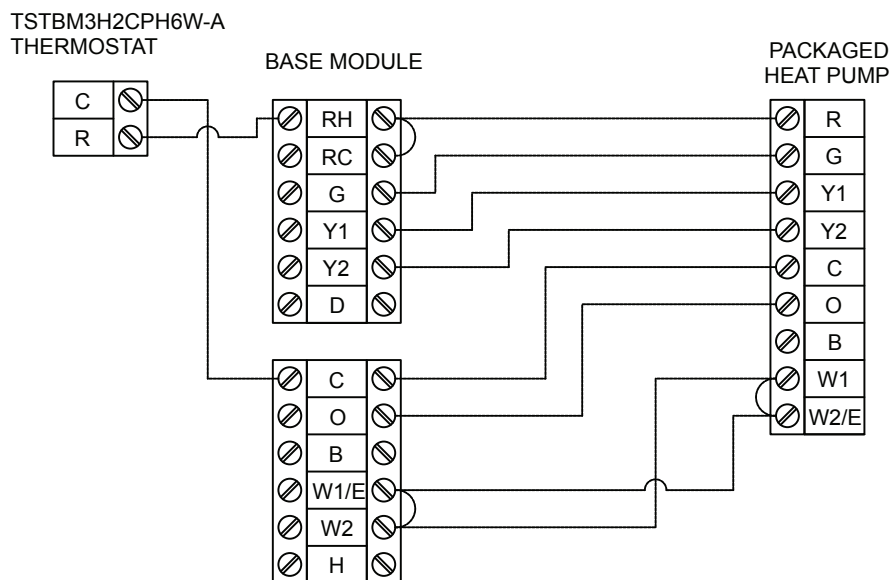 TSTBM3H2CPH6W-A
THERMOSTAT
C
R
BASE MODULE
RH
RC
G
Y1
Y2
D
C
O
B
W1/E
W2
H
PACKAGED
HEAT PUMP
R
G
Y1
Y2
C
O
B
W1
W2/E